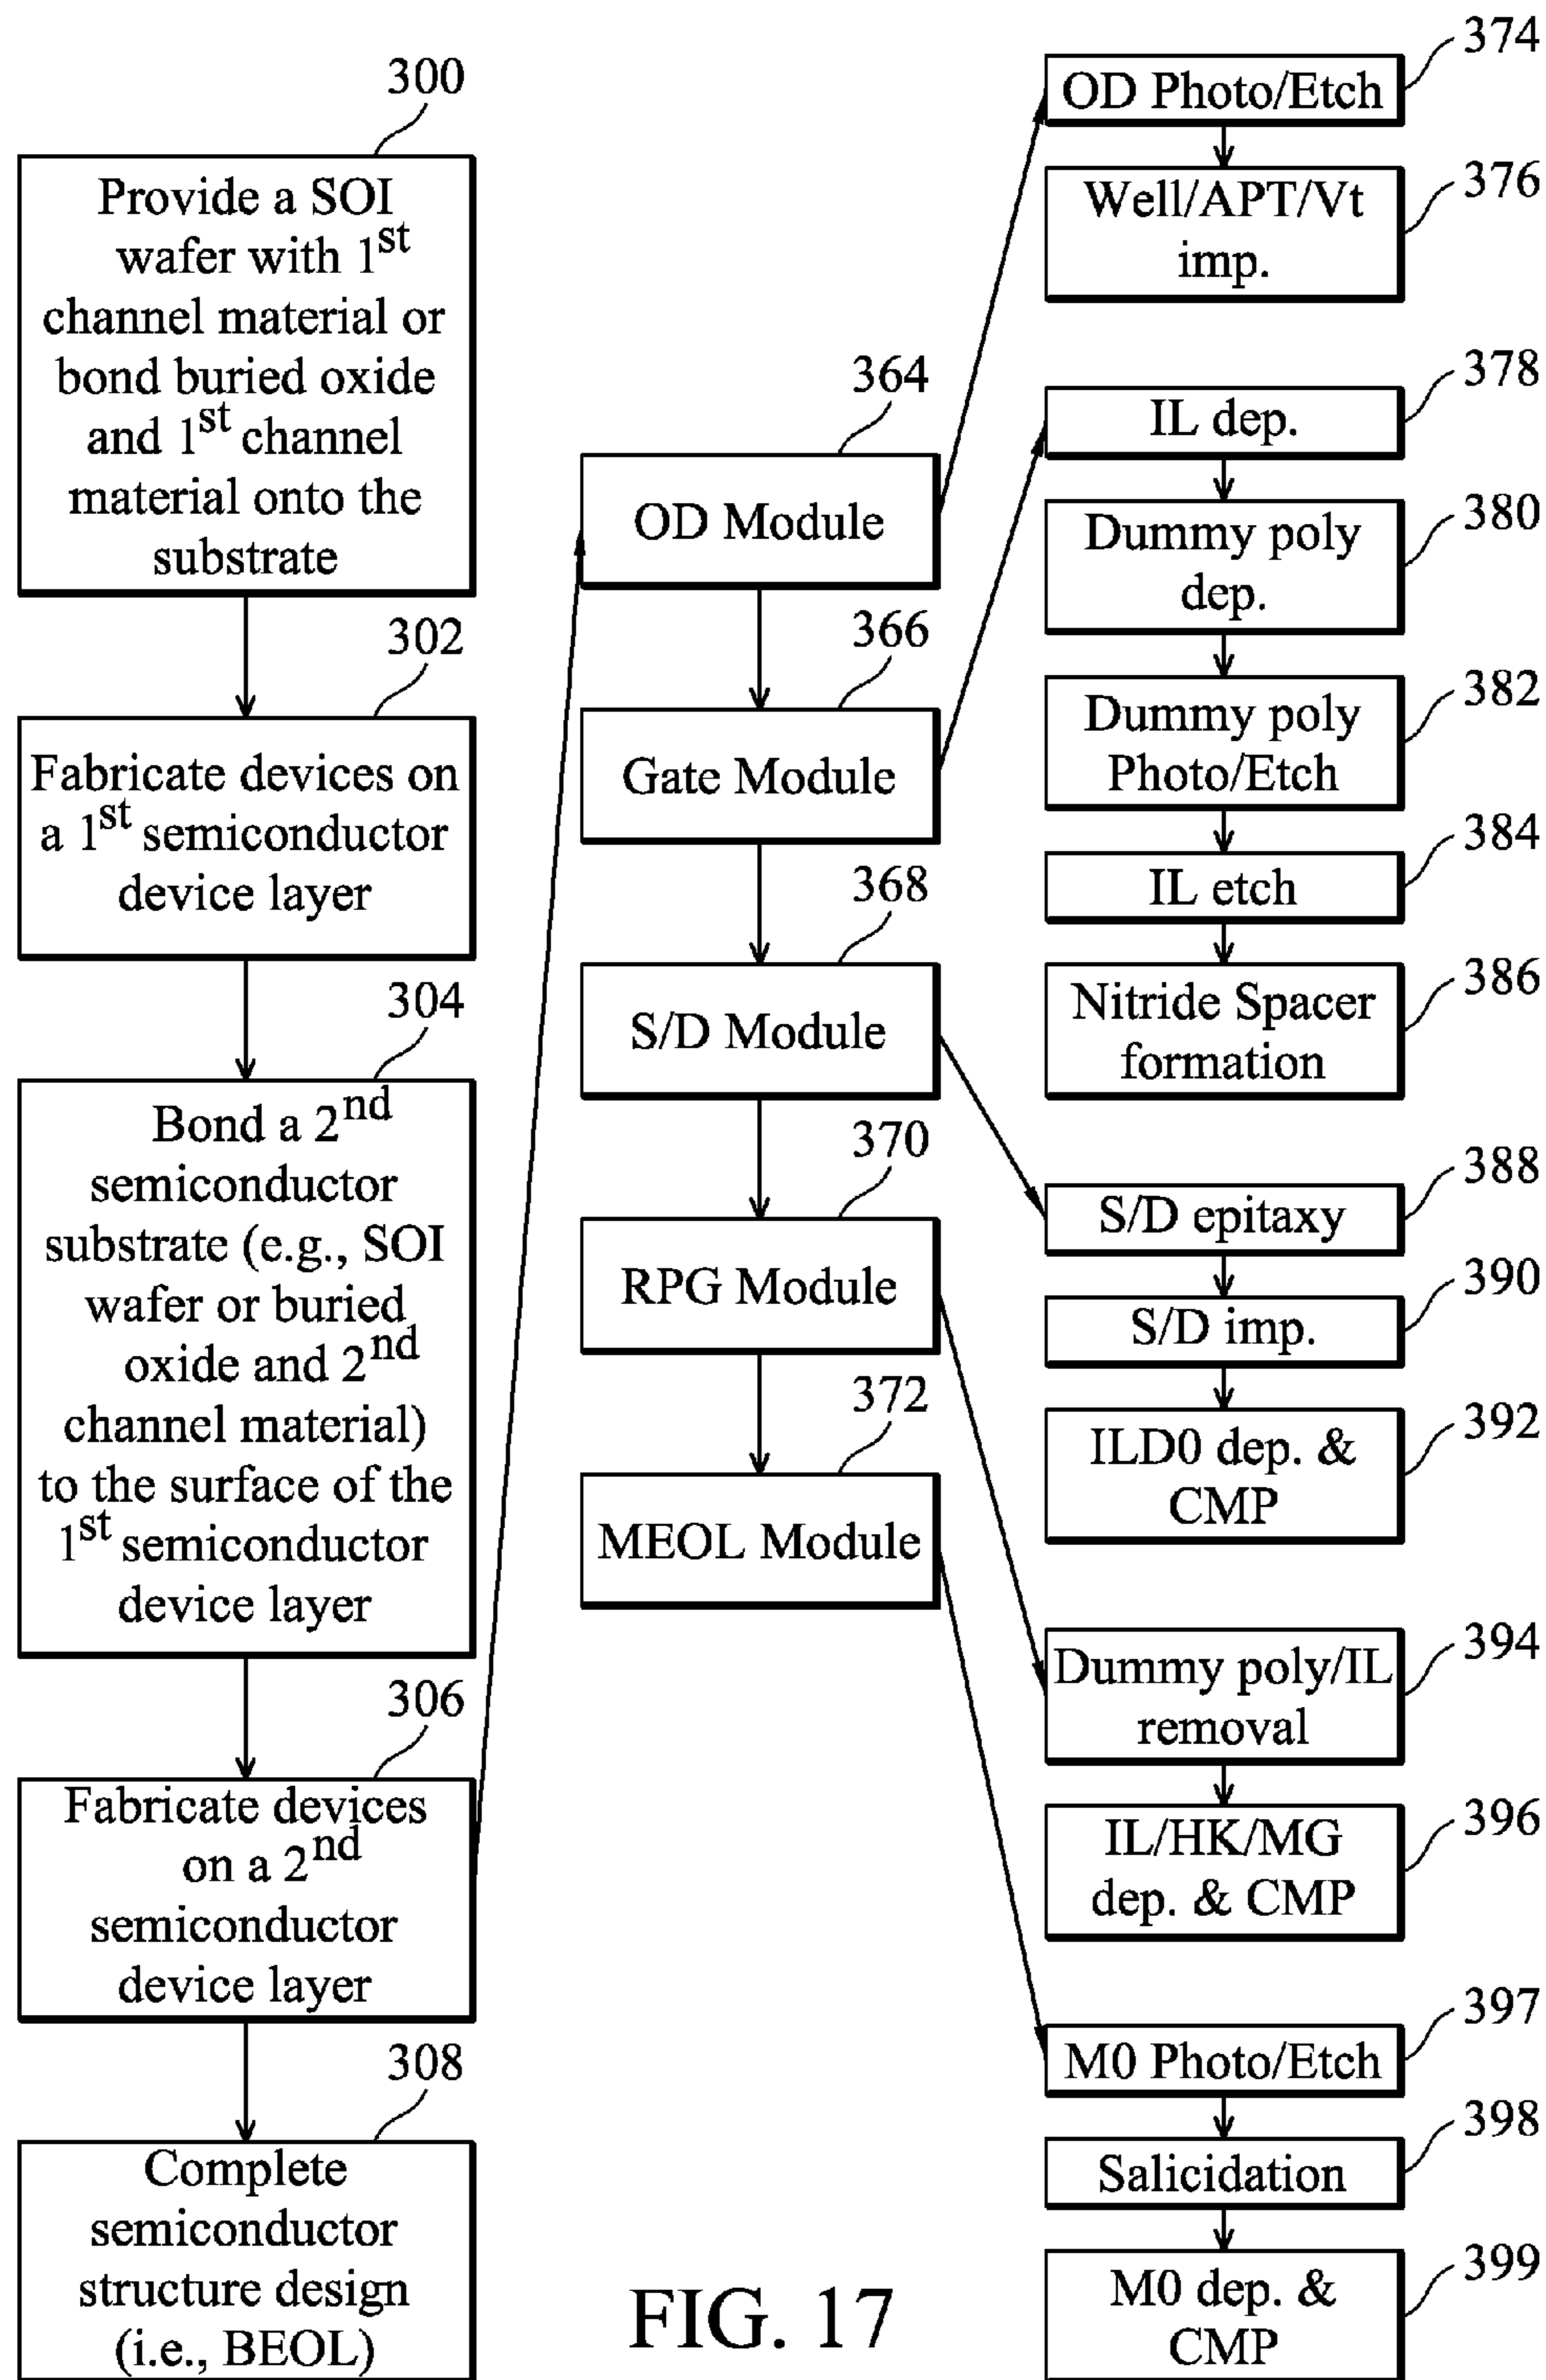 300
Provide a SOI
wafer with 1st
channel material or
bond buried oxide
and 1st channel
material onto the
substrate
302
Fabricate devices on
a 1st semiconductor
device layer
304
Bond a 2nd
semiconductor
substrate (e.g., SOI
wafer or buried
oxide and 2nd
channel material)
to the surface of the
1st semiconductor
device layer
306
Fabricate devices
on a 2nd
semiconductor
device layer
308
Complete
semiconductor
structure design
(i.e., BEOL)
364
OD Module
366
Gate Module
368
S/D Module
370
RPG Module
372
MEOL Module
374
OD Photo/Etch
376
Well/APT/Vt
imp.
378
IL dep.
380
Dummy poly
dep.
382
Dummy poly
Photo/Etch
384
IL etch
386
Nitride Spacer
formation
388
S/D epitaxy
390
S/D imp.
392
ILD0 dep. &
CMP
394
Dummy poly/IL
removal
396
IL/HK/MG
dep. & CMP
397
M0 Photo/Etch
398
Salicidation
399
M0 dep. &
CMP
FIG. 17